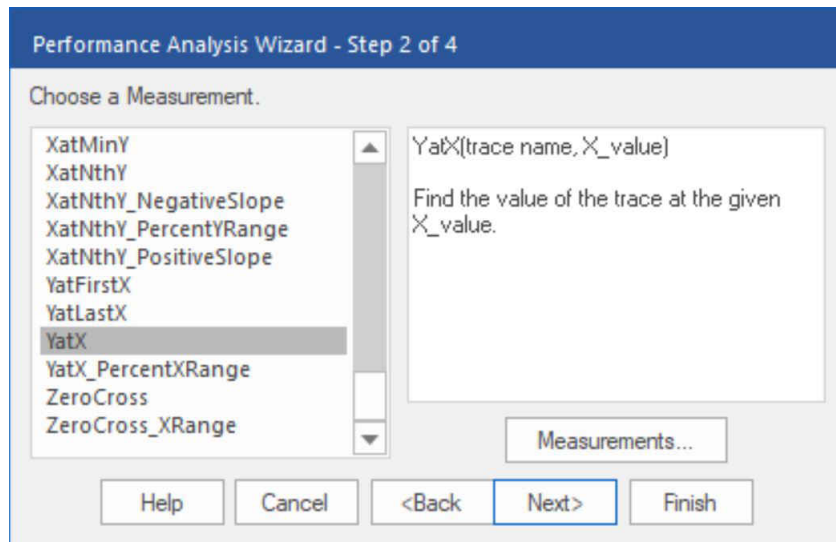 Performance Analysis Wizard - Step 2 of 4
Choose a Measurement.
XatMinY
XatNthY
XatNthY_NegativeSlope
XatNthY_PercentYRange
XatNthY_PositiveSlope
YatFirstX
YatLastX
YatX
YatX_PercentXRange
ZeroCross
ZeroCross_XRange
YatX(trace name, X_value)
Find the value of the trace at the given
X_value.
Measurements...
Help
Cancel
<Back
Next>
Finish